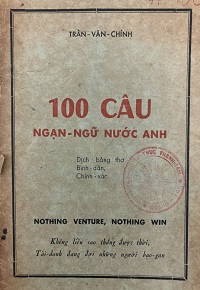 TRẦN - VĂN - CHÍNH
100 CÂU
NGẠN-NGỮ NƯỚC ANH
Dịch bằng thơ
Bình-dân,
Chính-xác
NOTHING VENTURE, NOTHING WIN
Không liều sao thắng được thời,
Tài-danh đang đợi những người bạo-gan